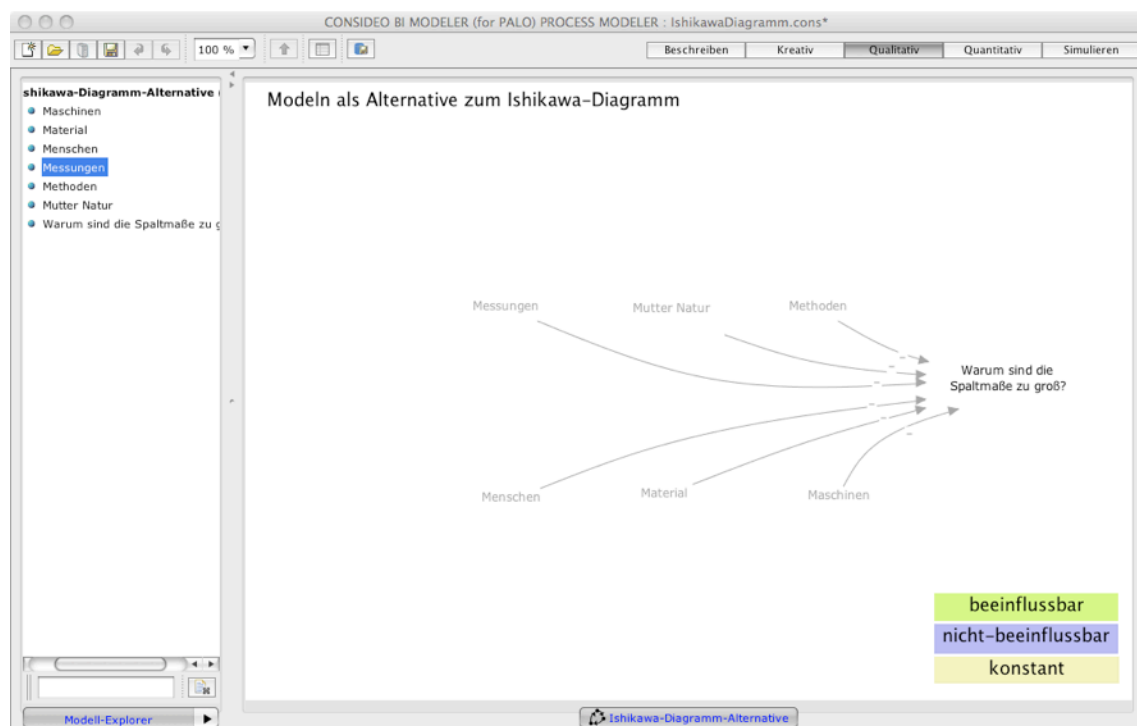 CONSIDEO BI MODELER (for PALO) PROCESS MODELER : IshikawaDiagramm.cons*
100 %
Beschreiben
Kreativ
Qualitativ
Quantitativ
Simulieren
shikawa-Diagramm-Alternative
Maschinen
Material
Menschen
Messungen
Methoden
Mutter Natur
Warum sind die Spaltmaße zu g
Modeln als Alternative zum Ishikawa-Diagramm
Messungen
Mutter Natur
Methoden
Warum sind die
Spaltmaße zu groß?
Menschen
Material
Maschinen
beeinflussbar
nicht-beeinflussbar
konstant
Modell-Explorer
Ishikawa-Diagramm-Alternative